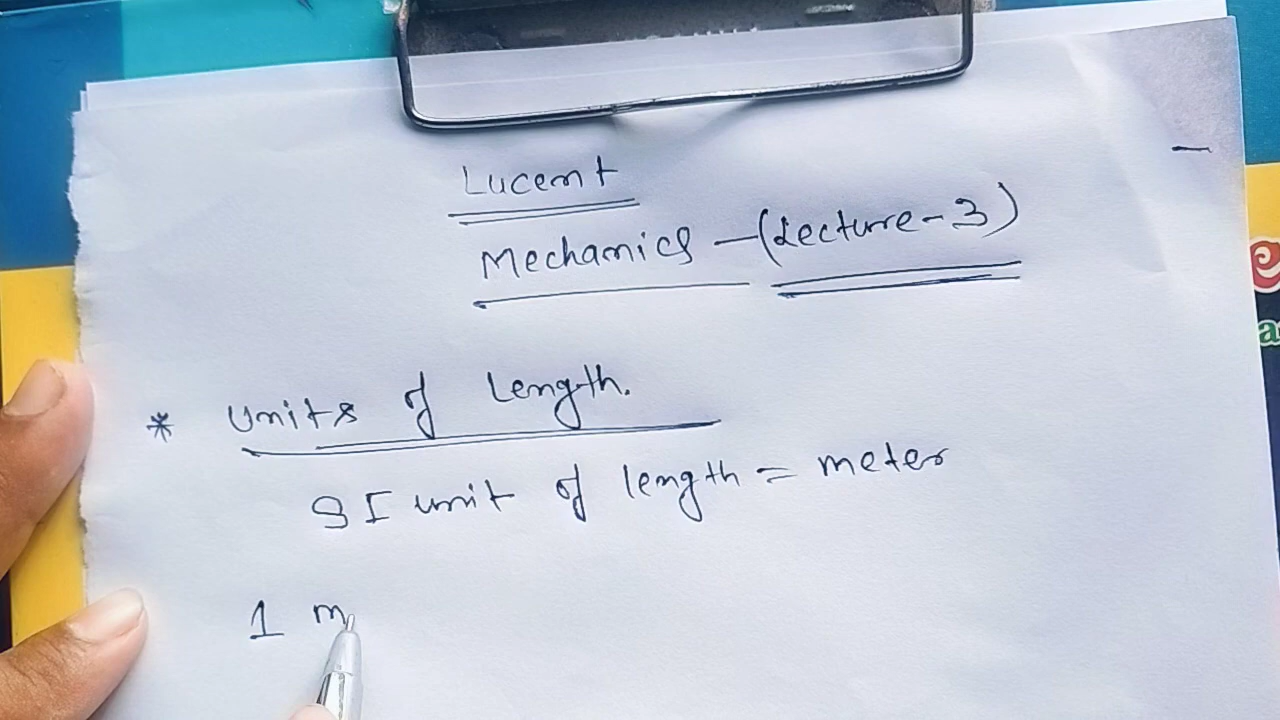 Lucent
Mechanics - (Lecture-3)
* Units of Length.
SI unit of length = meter
1 m
e
a